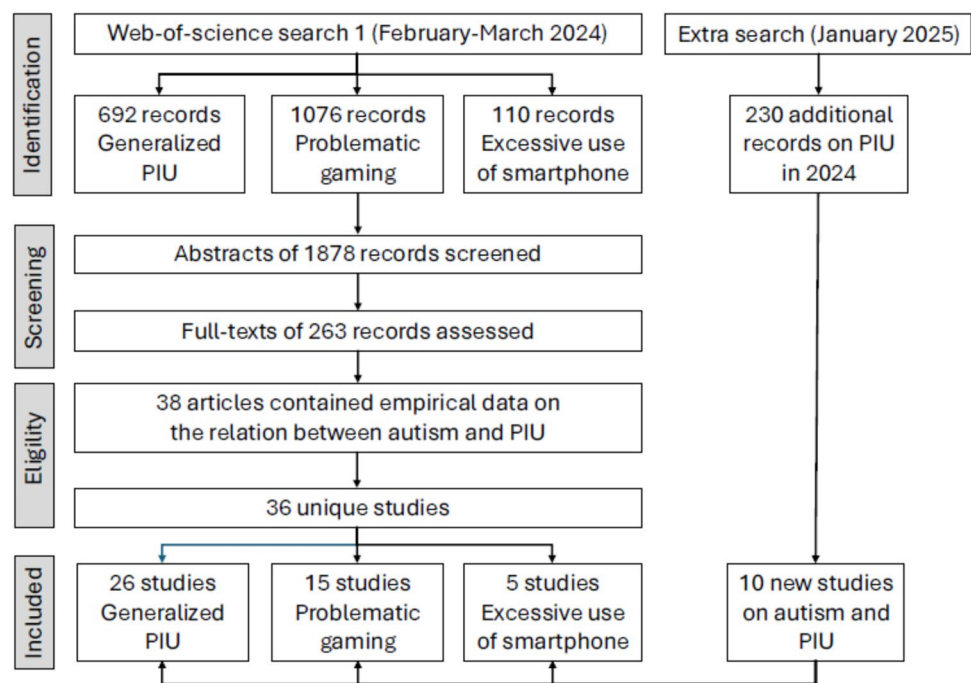 Identification
Web-of-science search 1 (February-March 2024)
Extra search (January 2025)
692 records
Generalized
PIU
1076 records
Problematic
gaming
110 records
Excessive use
of smartphone
230 additional
records on PIU
in 2024
Screening
Abstracts of 1878 records screened
Full-texts of 263 records assessed
Eligility
38 articles contained empirical data on
the relation between autism and PIU
36 unique studies
Included
26 studies
Generalized
PIU
15 studies
Problematic
gaming
5 studies
Excessive use
of smartphone
10 new studies
on autism and
PIU